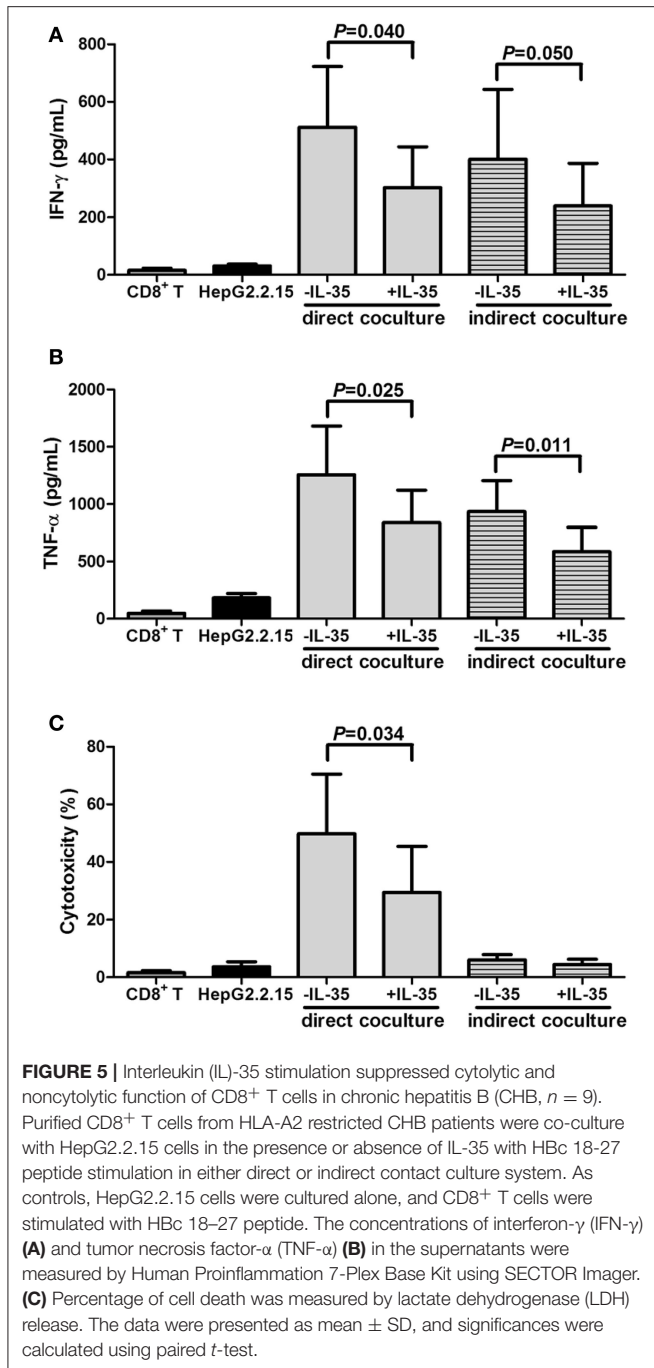 A
IFN-γ (pg/mL)
800
600
400
200
0
P=0.040
P=0.050
CD8+ T HepG2.2.15 -IL-35 +IL-35 -IL-35 +IL-35
direct coculture indirect coculture
B
TNF-α (pg/mL)
2000
1500
1000
500
0
P=0.025
P=0.011
CD8+ T HepG2.2.15 -IL-35 +IL-35 -IL-35 +IL-35
direct coculture indirect coculture
C
Cytotoxicity (%)
80
60
40
20
0
P=0.034
CD8+ T HepG2.2.15 -IL-35 +IL-35 -IL-35 +IL-35
direct coculture indirect coculture
FIGURE 5 | Interleukin (IL)-35 stimulation suppressed cytolytic and
noncytolytic function of CD8+ T cells in chronic hepatitis B (CHB, n = 9).
Purified CD8+ T cells from HLA-A2 restricted CHB patients were co-culture
with HepG2.2.15 cells in the presence or absence of IL-35 with HBc 18-27
peptide stimulation in either direct or indirect contact culture system. As
controls, HepG2.2.15 cells were cultured alone, and CD8+ T cells were
stimulated with HBc 18–27 peptide. The concentrations of interferon-γ (IFN-γ)
(A) and tumor necrosis factor-α (TNF-α) (B) in the supernatants were
measured by Human Proinflammation 7-Plex Base Kit using SECTOR Imager.
(C) Percentage of cell death was measured by lactate dehydrogenase (LDH)
release. The data were presented as mean ± SD, and significances were
calculated using paired t-test.